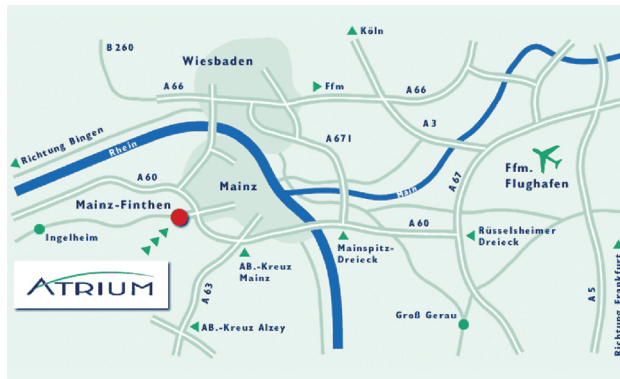 Köln
B 260
Wiesbaden
A 66
Ffm
A 66
A 3
Richtung Bingen
Rhein
A 671
A 60
Mainz
Main
A 67
Ffm.
Flughafen
Mainz-Finthen
Ingelheim
A 60
Rüsselsheimer
Dreieck
Mainspitz-
Dreieck
AB.-Kreuz
Mainz
ATRIUM
A 63
A 5
Richtung Frankfurt
Groß Gerau
AB.-Kreuz Alzey